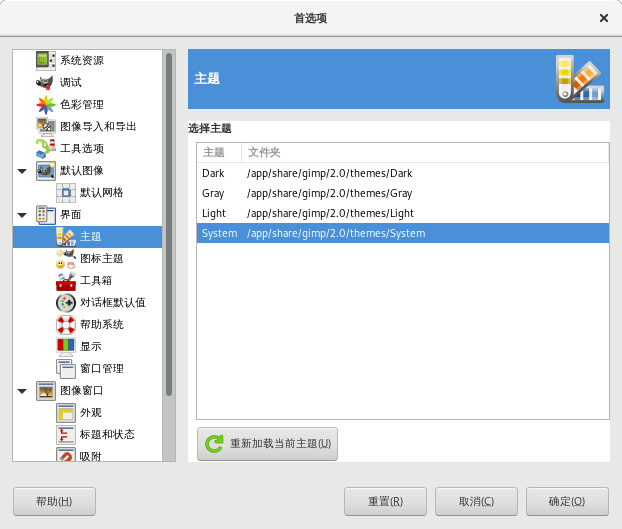 首选项
系统资源
调试
色彩管理
图像导入和导出
工具选项
默认图像
默认网格
界面
主题
图标主题
工具箱
对话框默认值
帮助系统
显示
窗口管理
图像窗口
外观
标题和状态
吸附
主题
选择主题
主题 文件夹
Dark /app/share/gimp/2.0/themes/Dark
Gray /app/share/gimp/2.0/themes/Gray
Light /app/share/gimp/2.0/themes/Light
System /app/share/gimp/2.0/themes/System
重新加载当前主题(U)
帮助(H) 重置(R) 取消(C) 确定(O)